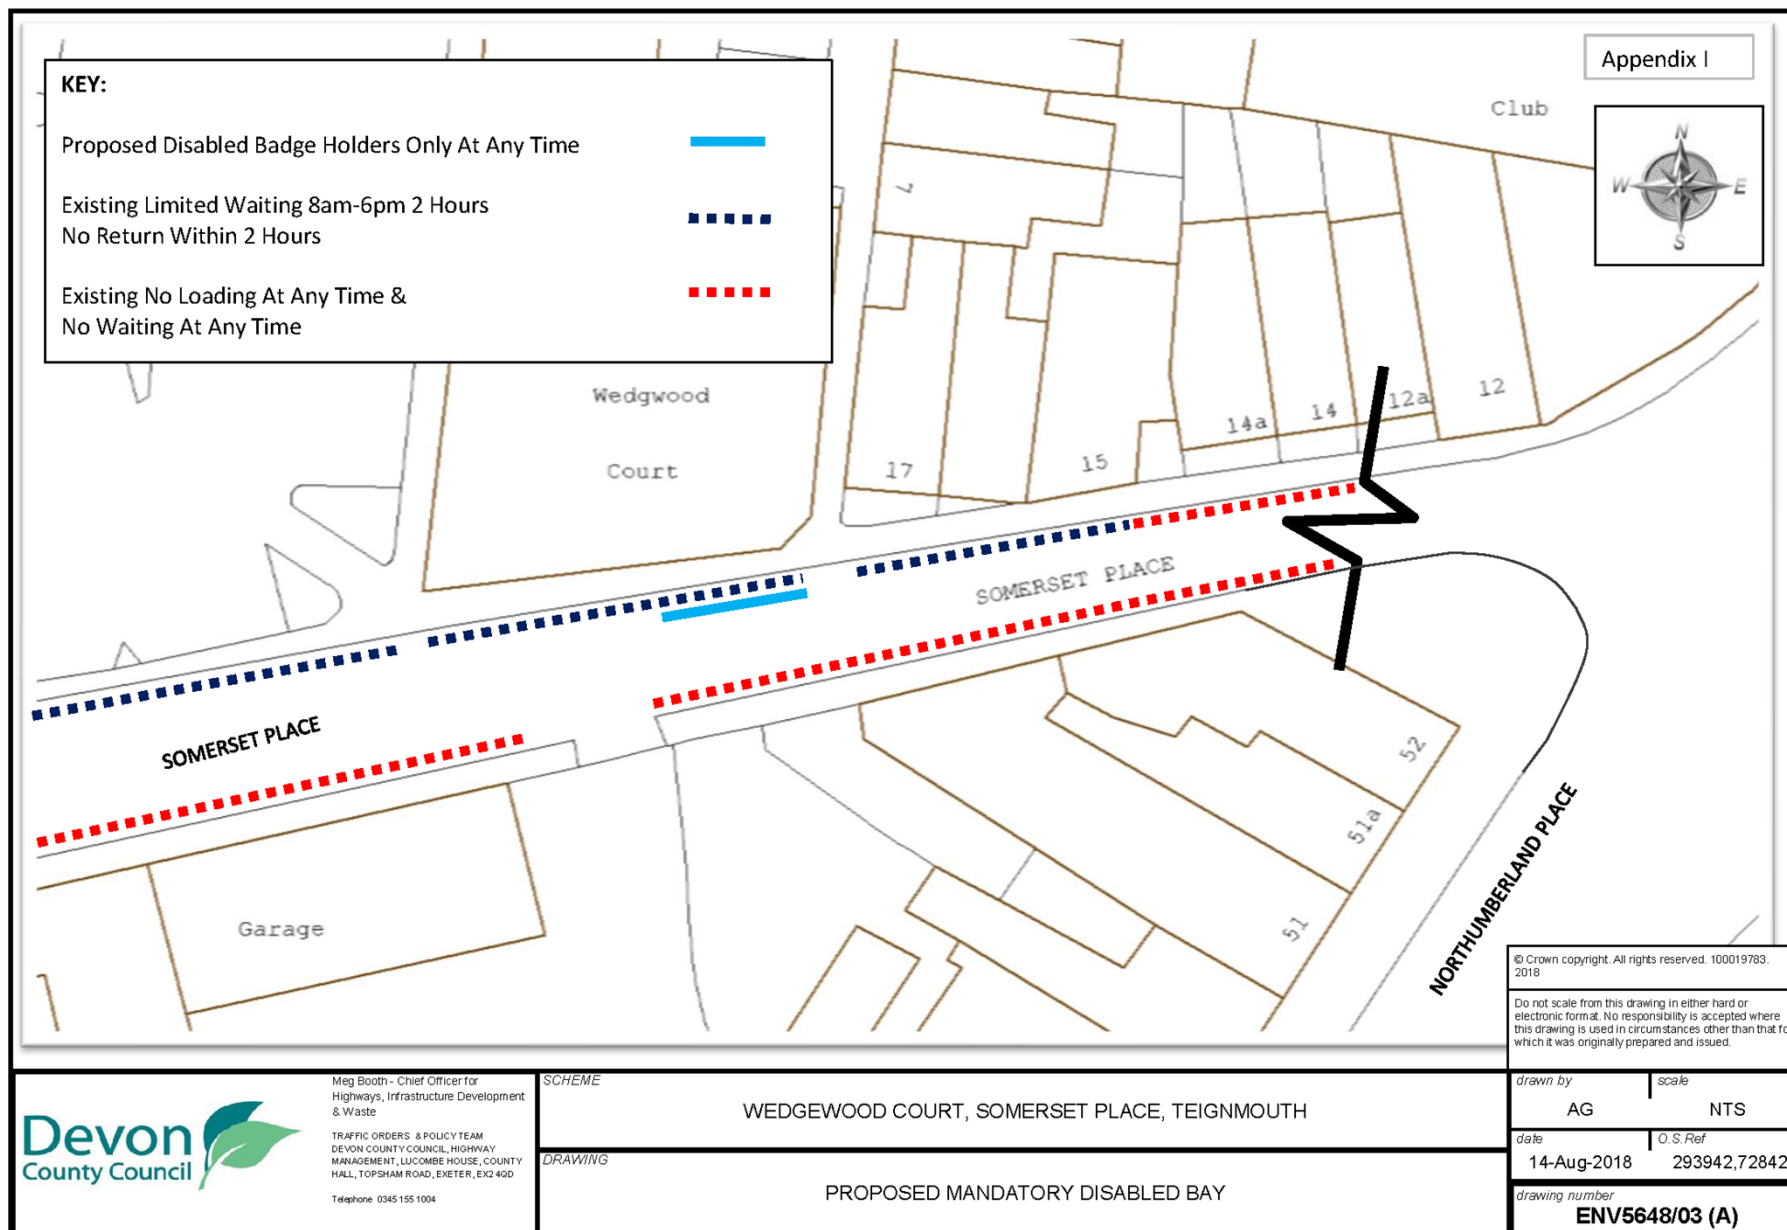 Appendix I
KEY:
Proposed Disabled Badge Holders Only At Any Time
Existing Limited Waiting 8am-6pm 2 Hours
No Return Within 2 Hours
Existing No Loading At Any Time &
No Waiting At Any Time
Club
N
W E
S
7
Wedgwood
Court
17
15
14a
14
12a
12
SOMERSET PLACE
SOMERSET PLACE
52
51a
51
Garage
NORTHUMBERLAND PLACE
© Crown copyright. All rights reserved. 100019783.
2018
Do not scale from this drawing in either hard or
electronic format. No responsibility is accepted where
this drawing is used in circumstances other than that fo
which it was originally prepared and issued.
Devon
County Council
Meg Booth - Chief Officer for
Highways, Infrastructure Development
& Waste
TRAFFIC ORDERS & POLICY TEAM
DEVON COUNTY COUNCIL, HIGHWAY
MANAGEMENT, LUCOMBE HOUSE, COUNTY
HALL, TOPSHAM ROAD, EXETER, EX2 4QD
Telephone 0345 155 1004
SCHEME
WEDGEWOOD COURT, SOMERSET PLACE, TEIGNMOUTH
DRAWING
PROPOSED MANDATORY DISABLED BAY
drawn by
AG
scale
NTS
date
14-Aug-2018
O.S.Ref
293942,72842
drawing number
ENV5648/03 (A)